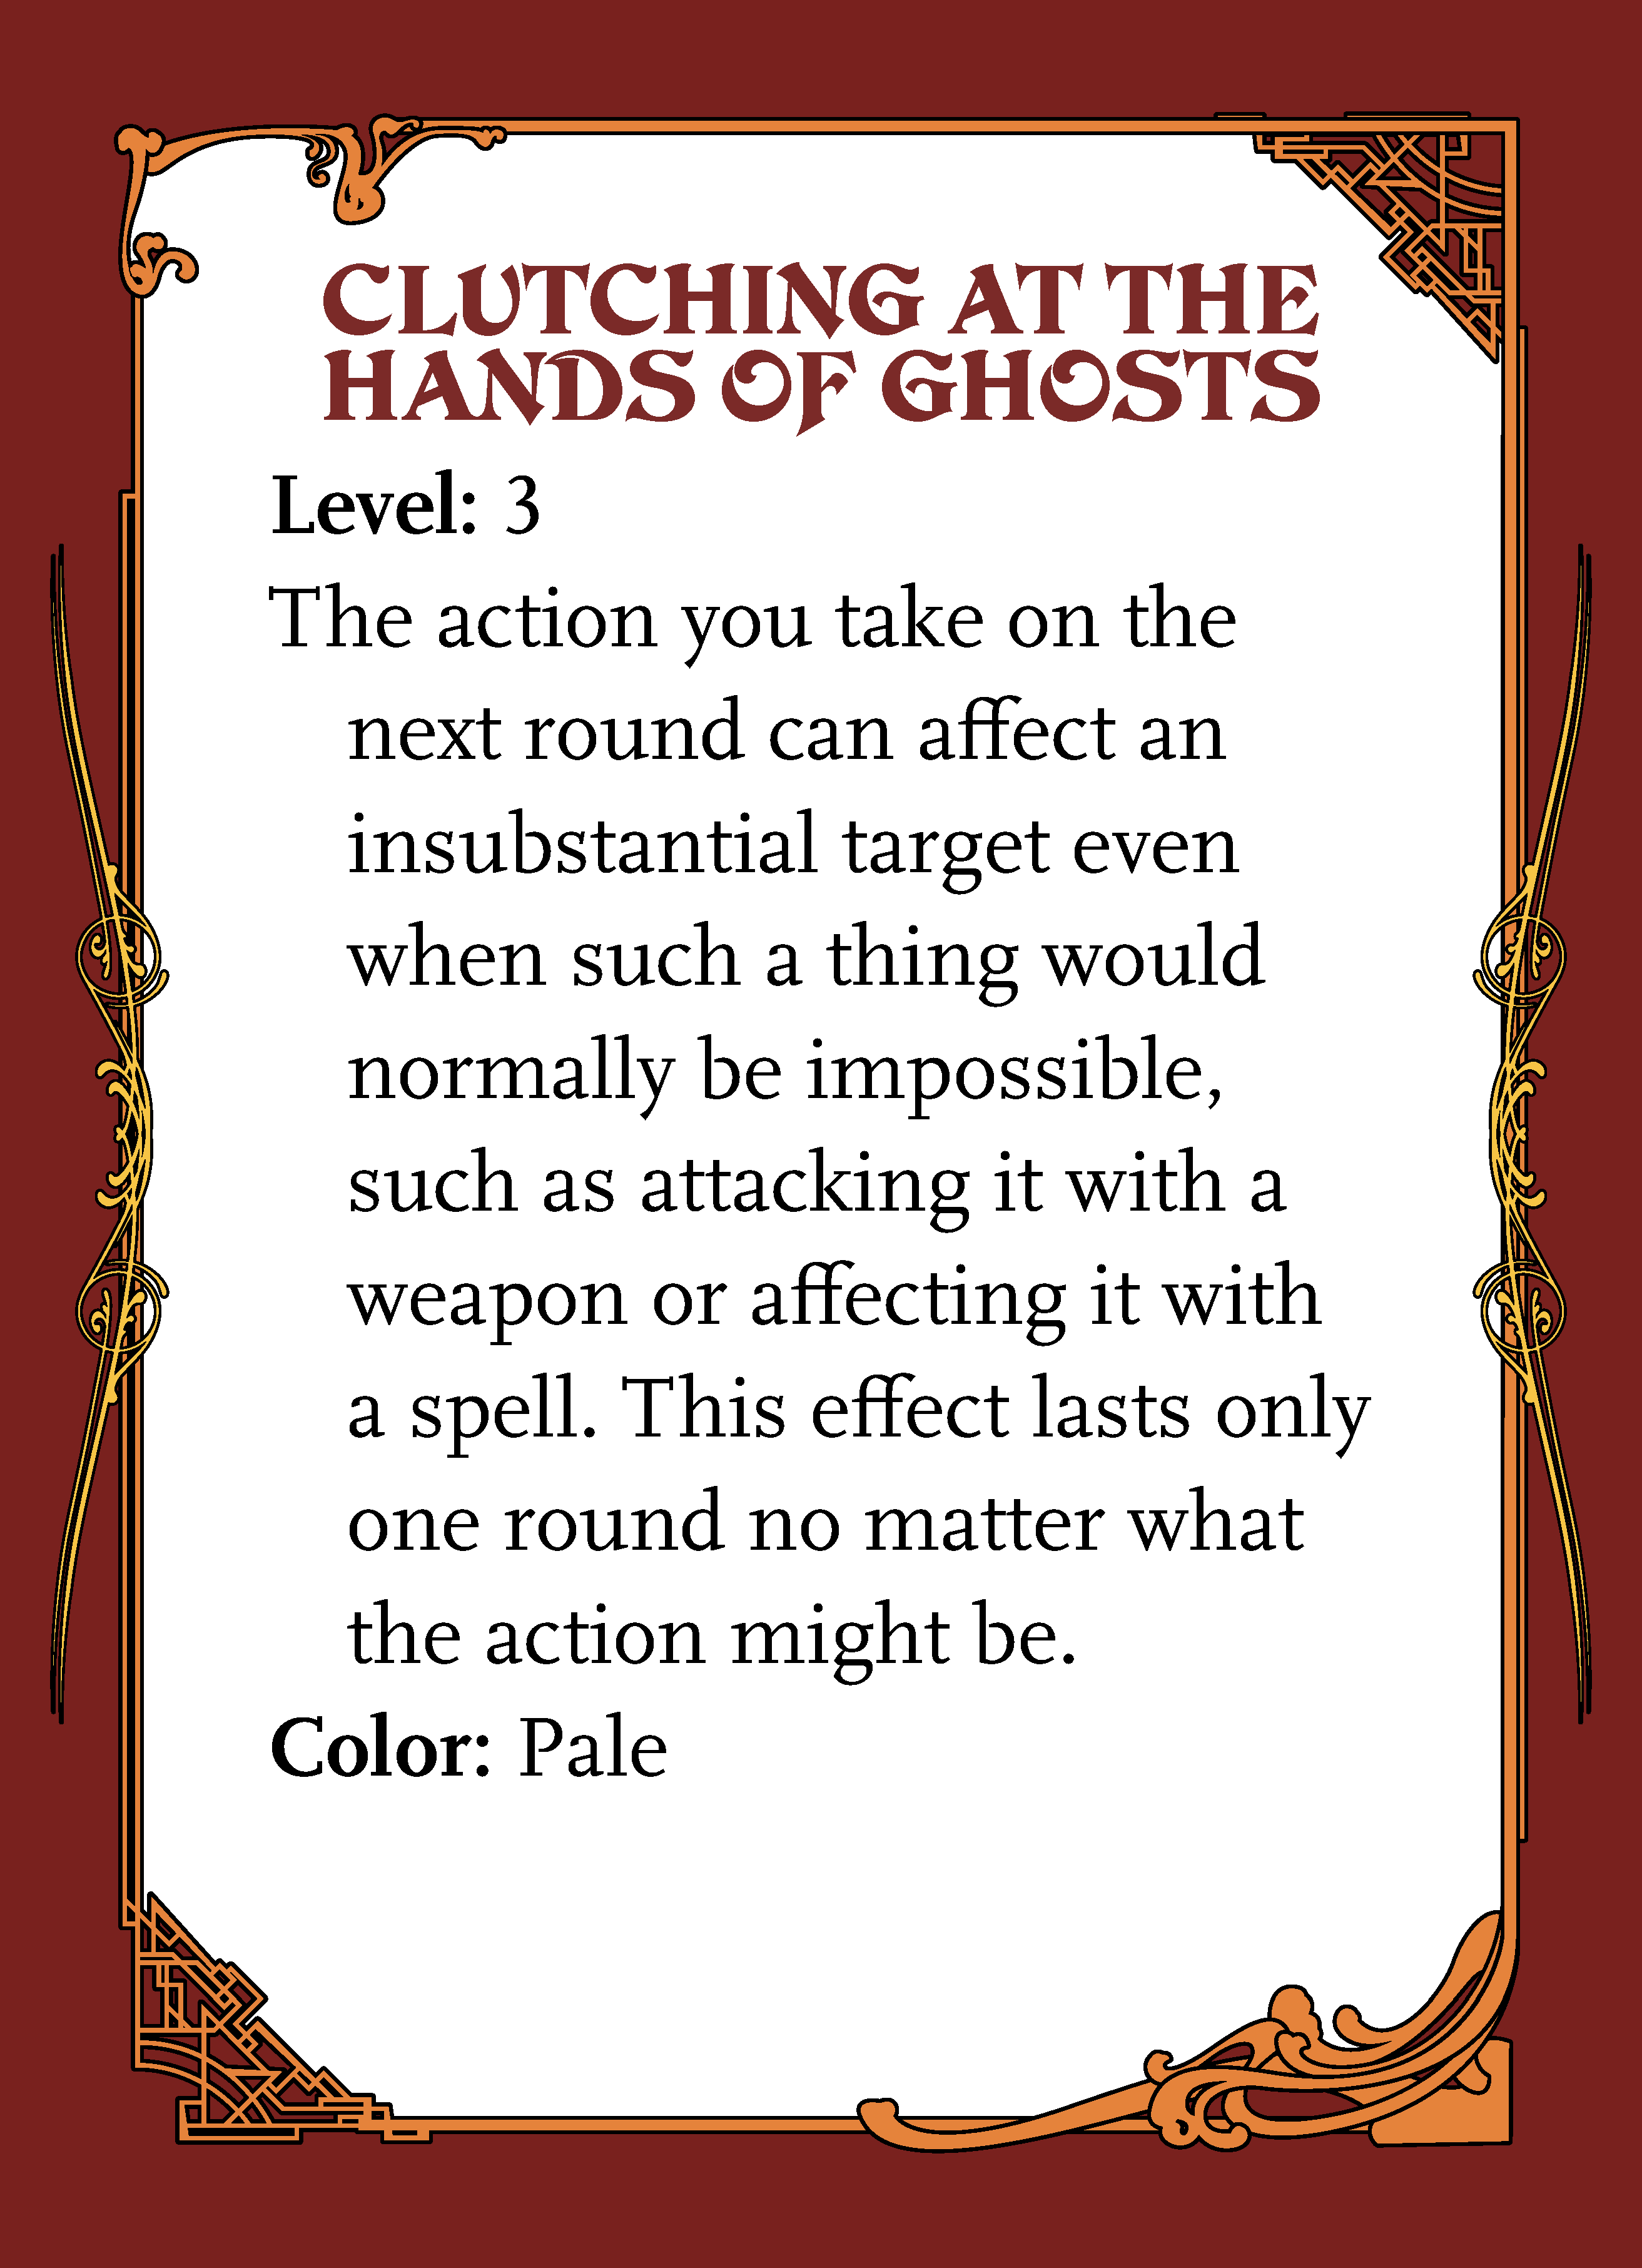 CLUTCHING AT THE
HANDS OF GHOSTS
Level: 3
The action you take on the
next round can affect an
insubstantial target even
when such a thing would
normally be impossible,
such as attacking it with a
weapon or affecting it with
a spell. This effect lasts only
one round no matter what
the action might be.
Color: Pale